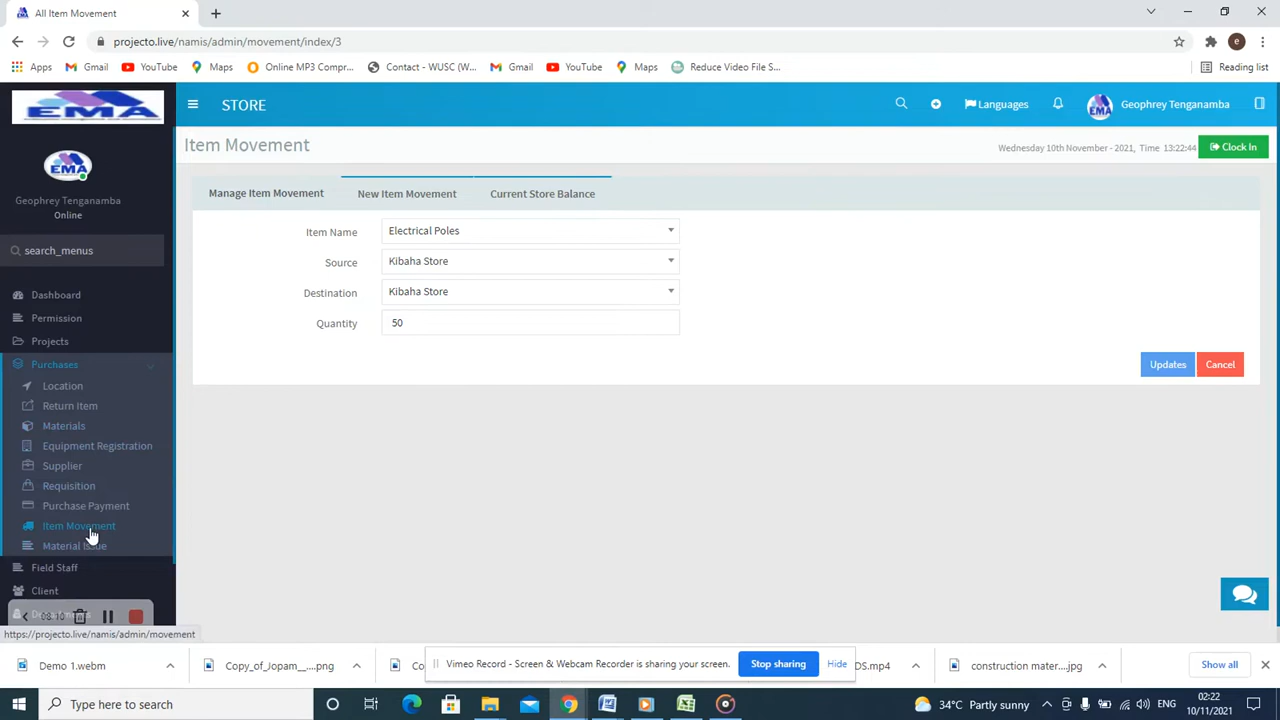 All Item Movement
projecto.live/namis/admin/movement/index/3
Apps Gmail YouTube Maps Online MP3 Compr... Contact - WUSC (W... Gmail YouTube Maps Reduce Video File S... Reading list
EMA
STORE
Languages
EMA
Geophrey Tenganamba
Item Movement
Wednesday 10th November - 2021, Time 13:22:44
Clock In
EMA
Geophrey Tenganamba
Online
search_menus
Dashboard
Permission
Projects
Purchases
Location
Return Item
Materials
Equipment Registration
Supplier
Requisition
Purchase Payment
Item Movement
Material Issue
Field Staff
Client
Manage Item Movement New Item Movement Current Store Balance
Item Name Electrical Poles
Source Kibaha Store
Destination Kibaha Store
Quantity 50
Updates Cancel
https://projecto.live/namis/admin/movement
Demo 1.webm
Copy_of_Jopam__....png
Vimeo Record - Screen & Webcam Recorder is sharing your screen.
Stop sharing
Hide
DS.mp4
construction mater....jpg
Show all
Type here to search
34°C Partly sunny
ENG
02:22
10/11/2021